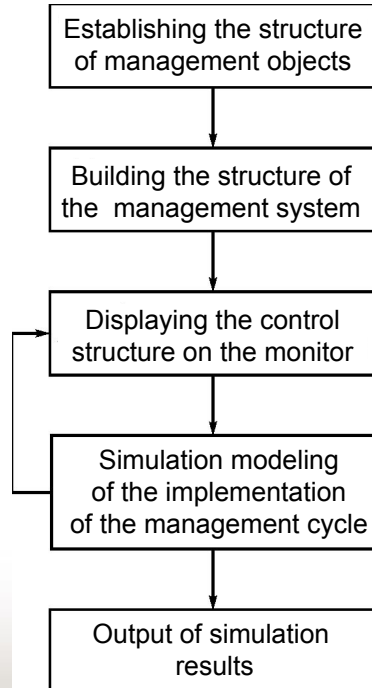 Establishing the structure
of management objects
Building the structure of
the management system
Displaying the control
structure on the monitor
Simulation modeling
of the implementation
of the management cycle
Output of simulation
results